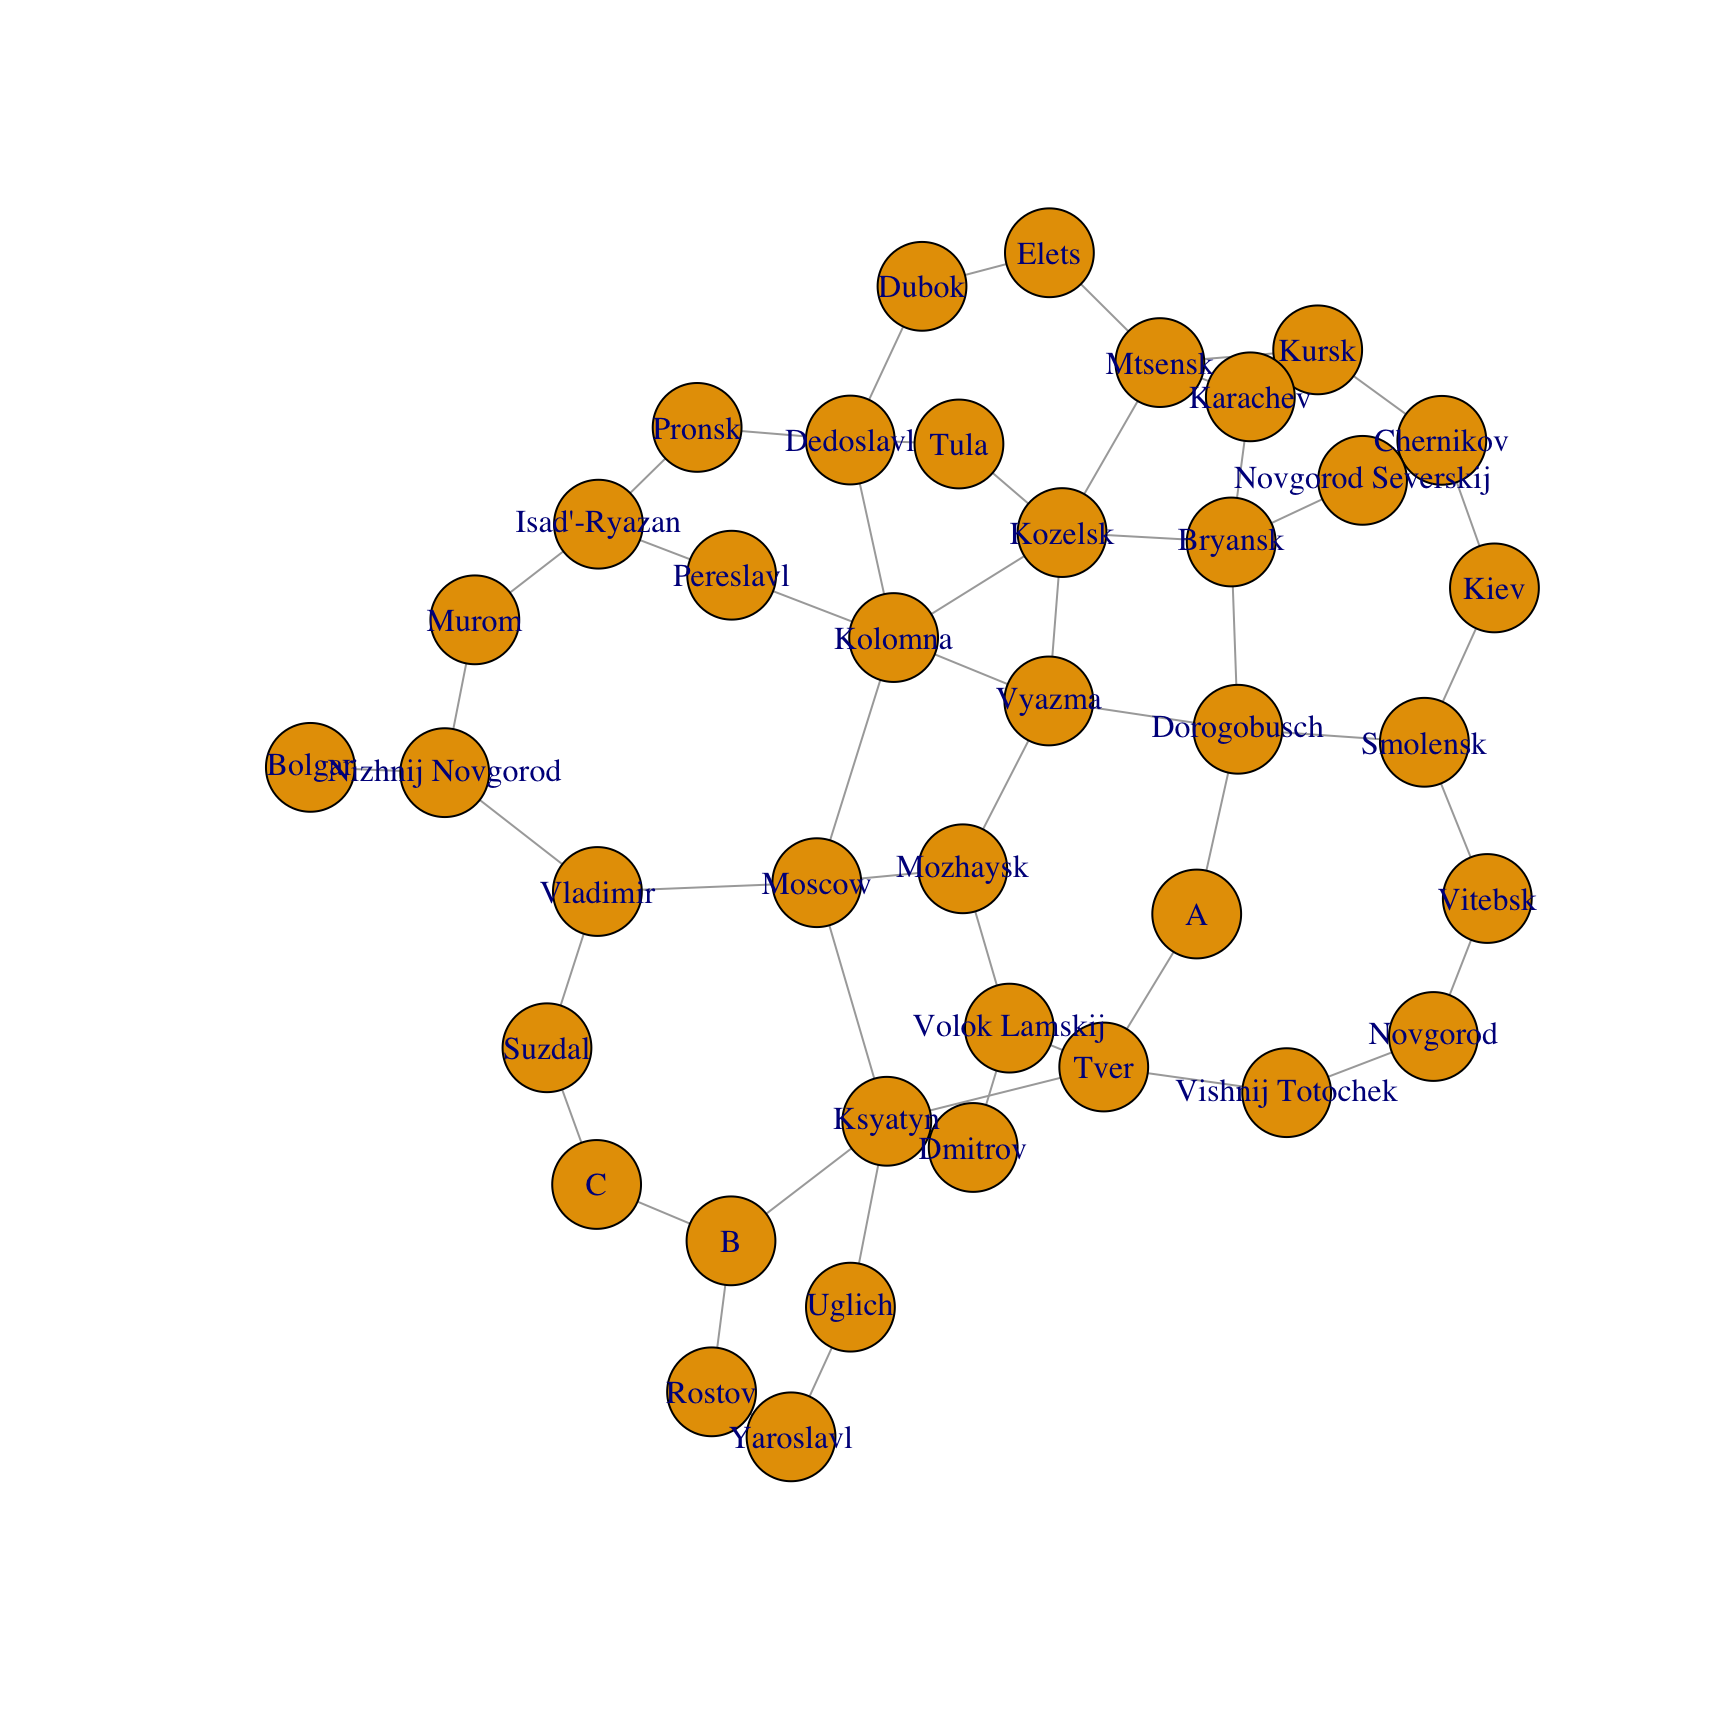 Elets
Dubok
Kursk
Mtsensk
Karachev
Pronsk
Dedoslavl
Tula
Chernikov
Novgorod Severskij
Isad'-Ryazan
Kozelsk
Bryansk
Pereslavl
Kiev
Murom
Kolomna
Vyazma
Dorogobusch
Smolensk
Bolgar
Nizhnij Novgorod
Mozhaysk
Moscow
Vladimir
Vitebsk
A
Volok Lamskij
Novgorod
Suzdal
Tver
Vishnij Totochek
Ksyatyn
Dmitrov
C
B
Uglich
Rostov
Yaroslavl